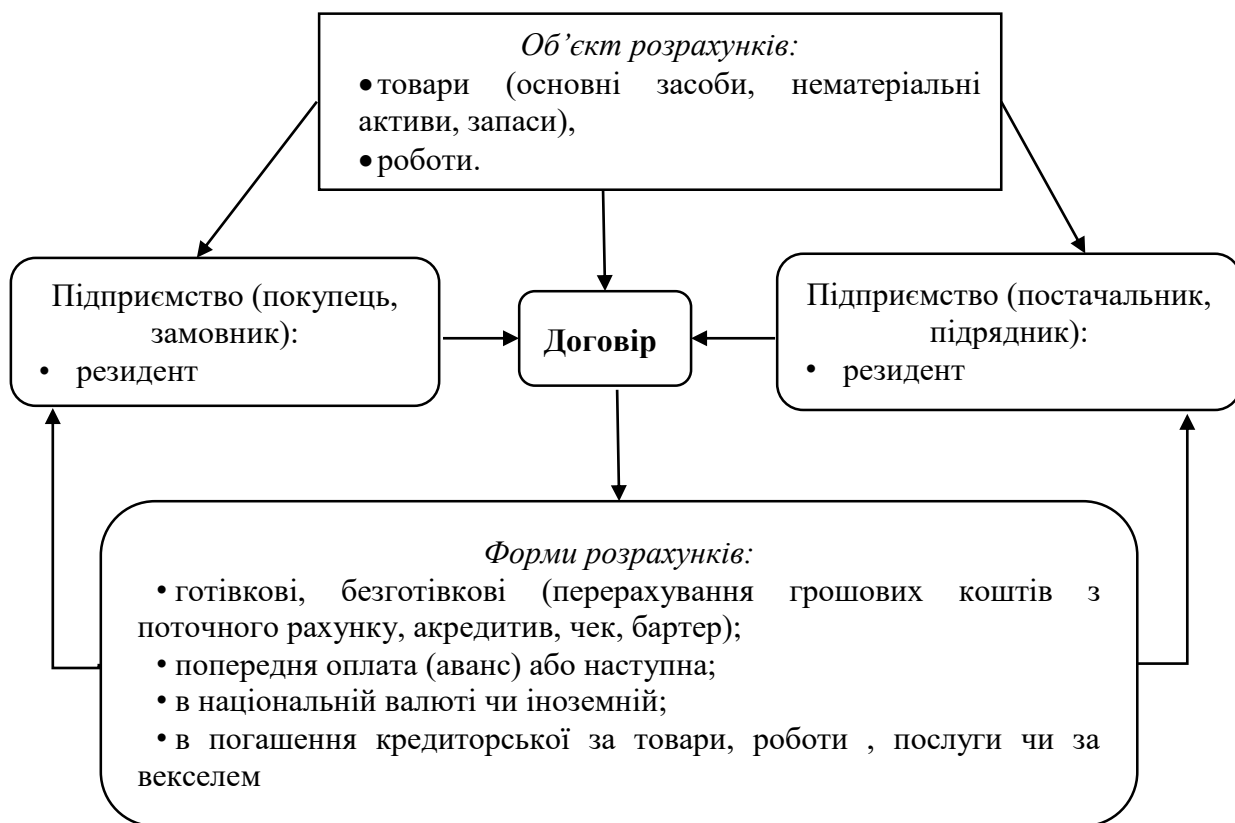 Об’єкт розрахунків:
• товари (основні засоби, нематеріальні
активи, запаси),
• роботи.
Підприємство (покупець,
замовник):
• резидент
Договір
Підприємство (постачальник,
підрядник):
• резидент
Форми розрахунків:
• готівкові, безготівкові (перерахування грошових коштів з
поточного рахунку, акредитив, чек, бартер);
• попередня оплата (аванс) або наступна;
• в національній валюті чи іноземній;
• в погашення кредиторської за товари, роботи , послуги чи за
векселем